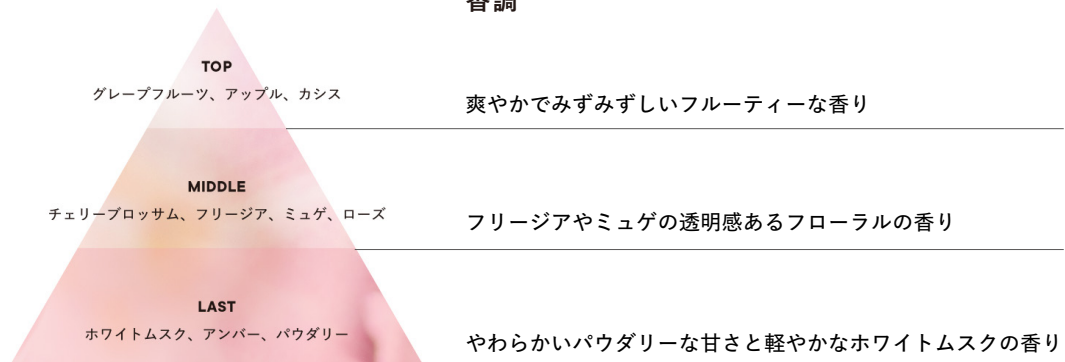 香調
TOP
グレープフルーツ、アップル、カシス
爽やかでみずみずしいフルーティーな香り
MIDDLE
チェリーブロッサム、フリージア、ミュゲ、ローズ
フリージアやミュゲの透明感あるフローラルの香り
LAST
ホワイトムスク、アンバー、パウダリー
やわらかいパウダリーな甘さと軽やかなホワイトムスクの香り